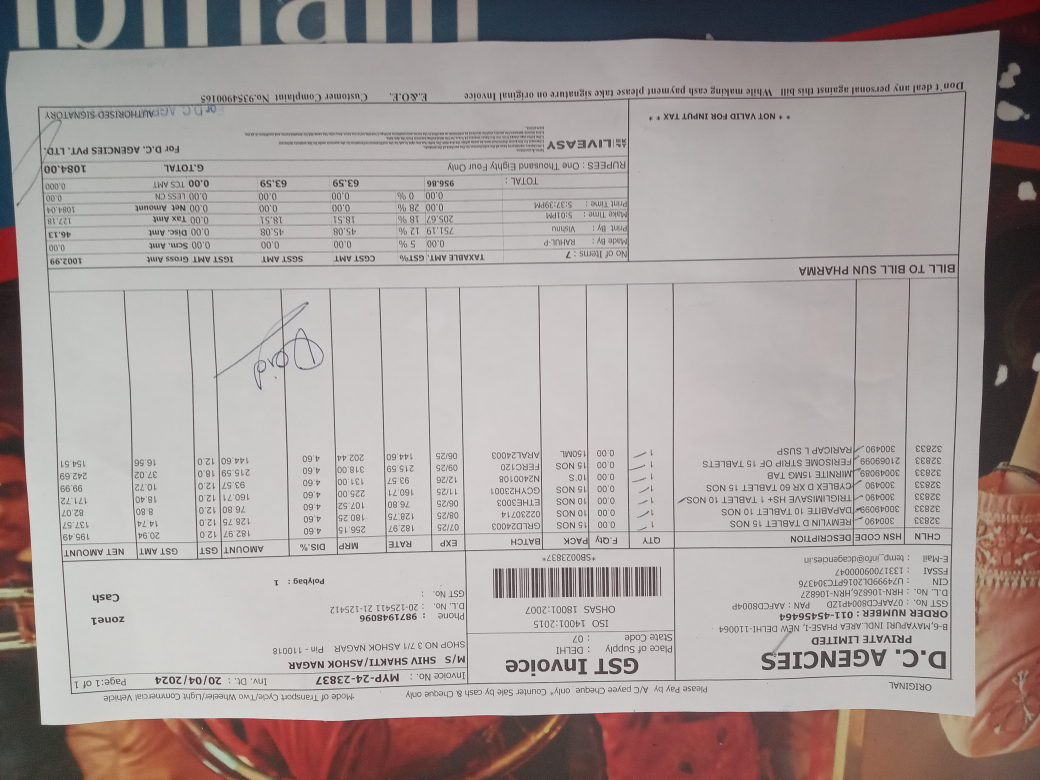 ORIGINAL
Please Pay by A/C payee Cheque only* Counter Sale by cash & Cheque only *Mode of Transport Cycle/Two Wheeler/Light Commercial Vehicle
D.C. AGENCIES
PRIVATE LIMITED
B-6,MAYAPURI INDL.AREA PHASE-I, NEW DELHI-110064
ORDER NUMBER : 011-45456464
GST No. : 07AAFCD8004P1ZD PAN : AAFCD8004P
D.L. No. : HRN-106826,HRN-106827
CIN : U74999DL2016PTC304376
FSSAI : 13317009000047
E-Mail : temp_info@dcagencies.in
GST Invoice
Place of Supply : DELHI
State Code : 07
ISO 14001:2015
OHSAS 18001:2007
*SB0023837*
Invoice No.: MYP-24-23837 Inv. Dt. : 20/04/2024 Page:1 of 1
M/S SHIV SHAKTI/ASHOK NAGAR
SHOP NO.3 7/1 ASHOK NAGAR Pin - 110018
Phone : 9871948096 zone1
D.L. No. : 20-125411 21-125412
GST No. : Cash
Polybag : 1
CHLN HSN CODE DESCRIPTION QTY F.Qty PACK BATCH EXP RATE MRP DIS.% AMOUNT GST GST AMT NET AMOUNT
32833 300490 REMYLIN D TABLET 15 NOS 1 0.00 15 NOS GIRLD24003 07/25 182.97 256.15 4.60 182.97 12.0 20.94 195.49
32833 30049099 DAPABITE 10 TABLET 10 NOS 1 0.00 10 NOS 02230714 08/25 128.75 180.25 4.60 128.75 12.0 14.74 137.57
32833 300490 TRIGLIMISAVE HS+ 1 TABLET 10 NOS 1 0.00 10 NOS ETHE3003 06/25 76.80 107.52 4.60 76.80 12.0 8.80 82.07
32833 300490 CYBLEX D XR 60 TABLET 15 NOS 1 0.00 15 NOS GCYH23001 11/25 160.71 225.00 4.60 160.71 12.0 18.40 171.72
32833 30049089 MIRNITE 15MG TAB 1 0.00 10'S NZ400108 12/26 93.57 131.00 4.60 93.57 12.0 10.72 99.99
32833 21069099 FERISOME STRIP OF 15 TABLETS 1 0.00 15 NOS FERC120 09/25 215.59 318.00 4.60 215.59 18.0 37.02 242.69
32833 300490 RARICAP L SUSP 1 0.00 150ML ARAL24003 06/25 144.60 202.44 4.60 144.60 12.0 16.56 154.51
Paid
BILL TO BILL SUN PHARMA
No of Items : 7 TAXABLE AMT. GST% CGST AMT SGST AMT IGST AMT Gross Amt 1002.99
Made By : RAHUL-P 0.00 5 % 0.00 0.00 0.00 Scm. Amt 0.00
Print By : Vishnu 751.19 12 % 45.08 45.08 0.00 Disc. Amt 46.13
Make Time : 5:01PM 205.67 18 % 18.51 18.51 0.00 Tax Amt 127.18
Print Time : 5:37:39PM 0.00 28 % 0.00 0.00 0.00 Net Amount 1084.04
0.00 0 % 0.00 0.00 0.00 LESS CN 0.00
TOTAL : 956.86 63.59 63.59 0.00 TCS AMT 0.000
RUPEES : One Thousand Eighty Four Only G.TOTAL 1084.00
LIVEASY
For D.C. AGENCIES PVT. LTD.
* * NOT VALID FOR INPUT TAX * *
AUTHORISED SIGNATORY
Don't deal any personal against this bill While making cash payment please take signature on original Invoice E.&O.E. Customer Complaint No.9354900165